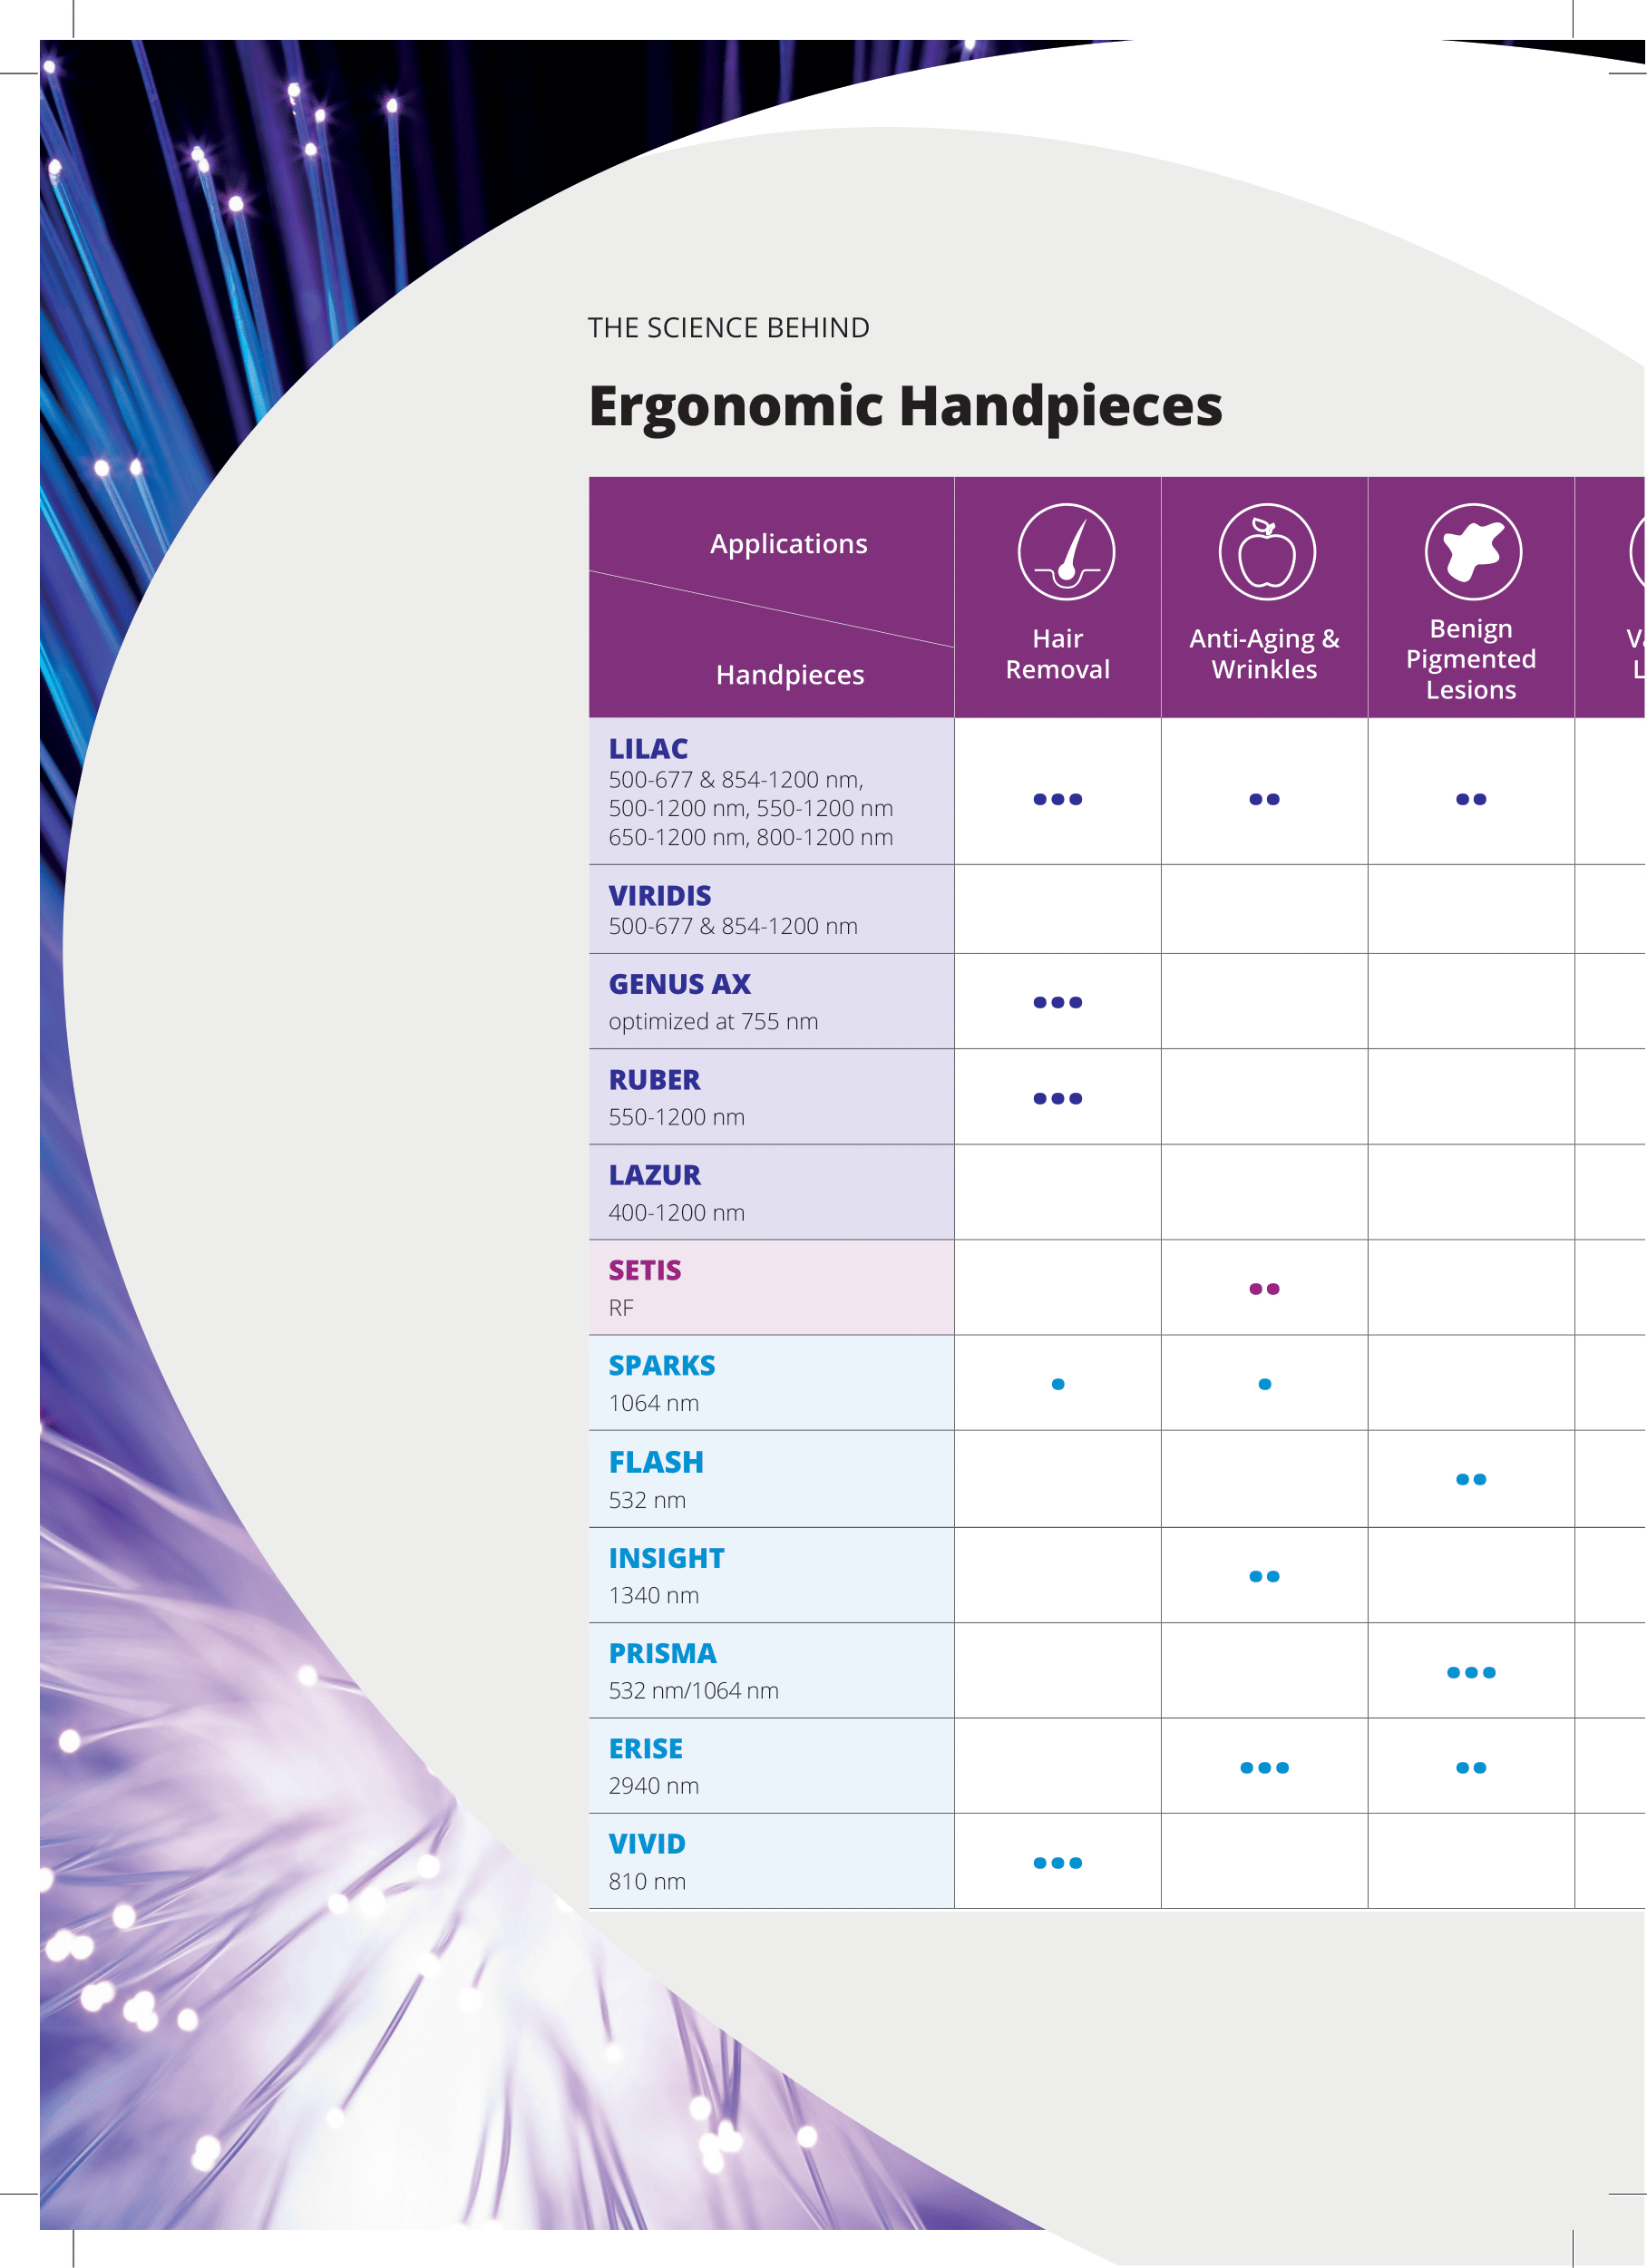 THE SCIENCE BEHIND
Ergonomic Handpieces
Applications
Handpieces
Hair
Removal
Anti-Aging &
Wrinkles
Benign
Pigmented
Lesions
LILAC
500-677 & 854-1200 nm,
500-1200 nm, 550-1200 nm
650-1200 nm, 800-1200 nm
VIRIDIS
500-677 & 854-1200 nm
GENUS AX
optimized at 755 nm
RUBER
550-1200 nm
LAZUR
400-1200 nm
SETIS
RF
SPARKS
1064 nm
FLASH
532 nm
INSIGHT
1340 nm
PRISMA
532 nm/1064 nm
ERISE
2940 nm
VIVID
810 nm